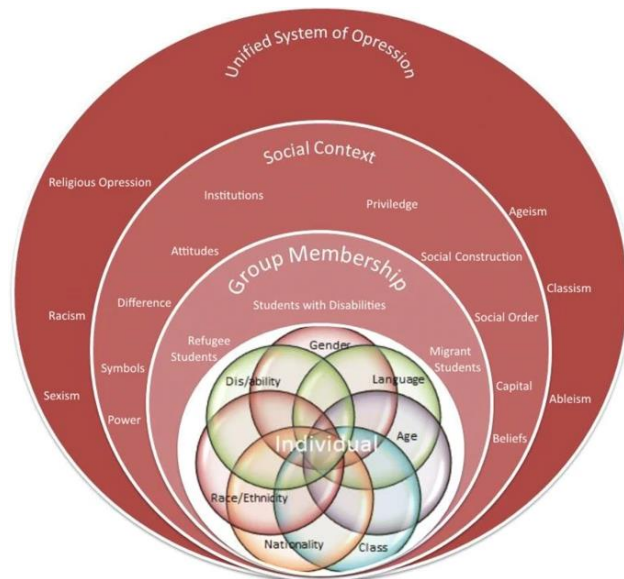 Unified System of Opression
Social Context
Religious Opression
Institutions
Priviledge
Ageism
Attitudes
Group Membership
Social Construction
Classism
Difference
Students with Disabilities
Racism
Social Order
Refugee
Students
Gender
Migrant
Students
Symbols
Dis/ability
Language
Capital
Sexism
Ableism
Power
Individual
Age
Beliefs
Race/Ethnicity
Nationality
Class